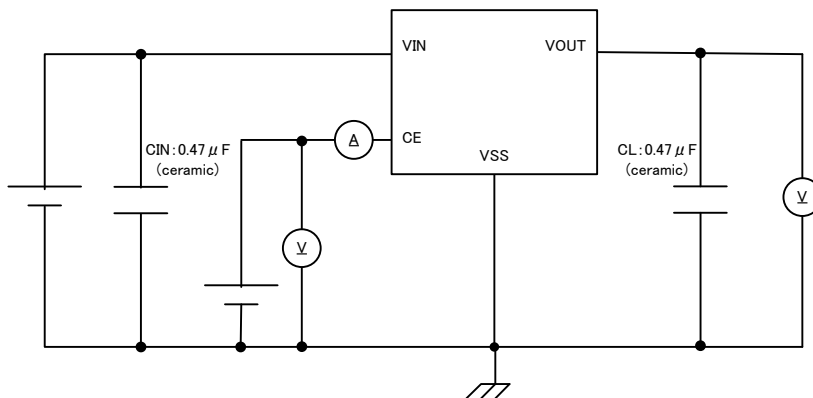 VIN
VOUT
A
CE
CIN:0.47μF
(ceramic)
VSS
CL:0.47μF
(ceramic)
V
V